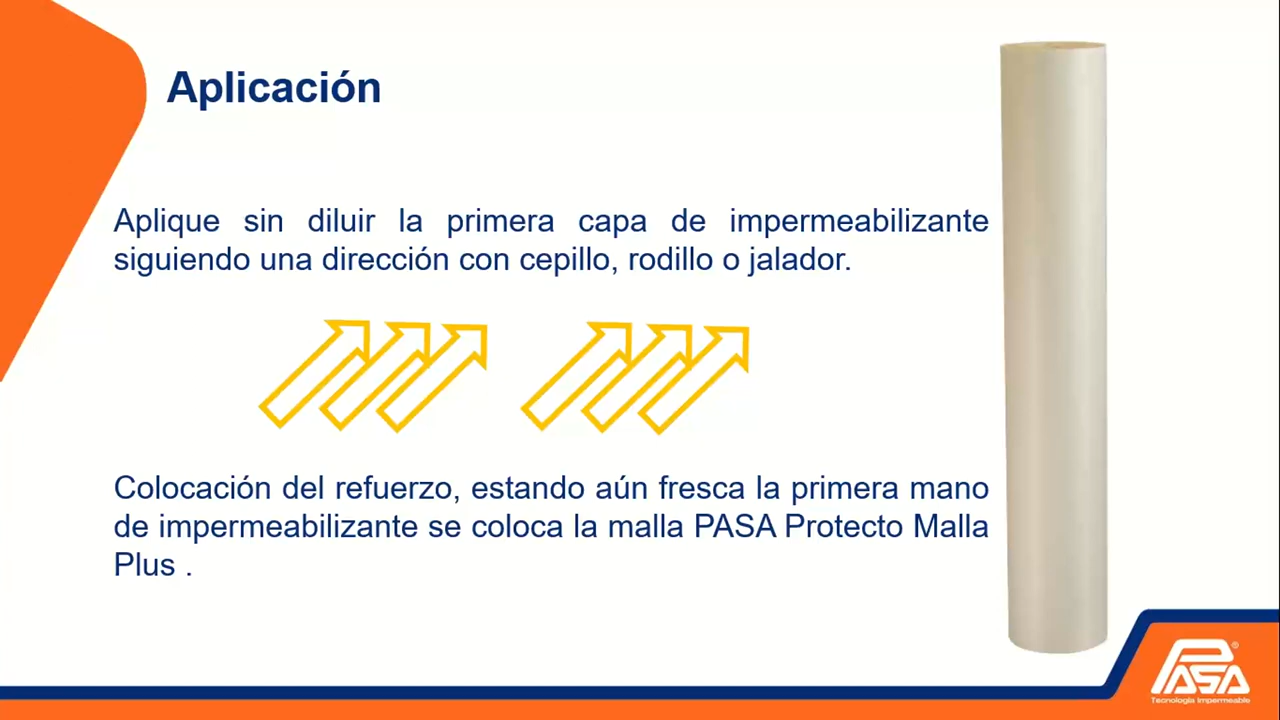 Aplicación
Aplique sin diluir la primera capa de impermeabilizante
siguiendo una dirección con cepillo, rodillo o jalador.
Colocación del refuerzo, estando aún fresca la primera mano
de impermeabilizante se coloca la malla PASA Protecto Malla
Plus .
PASA®
Tecnología Impermeable